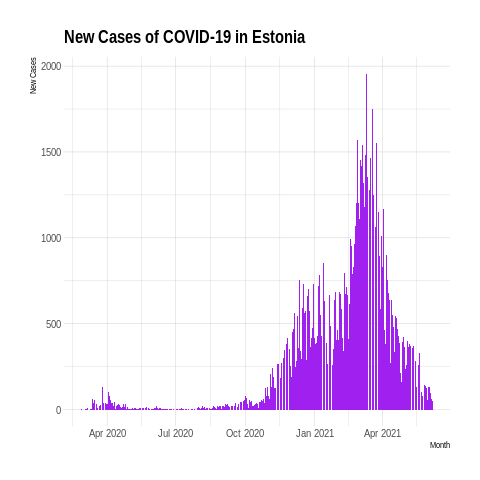 New Cases of COVID-19 in Estonia
New Cases
2000
1500
1000
500
0
Apr 2020 Jul 2020 Oct 2020 Jan 2021 Apr 2021
Month